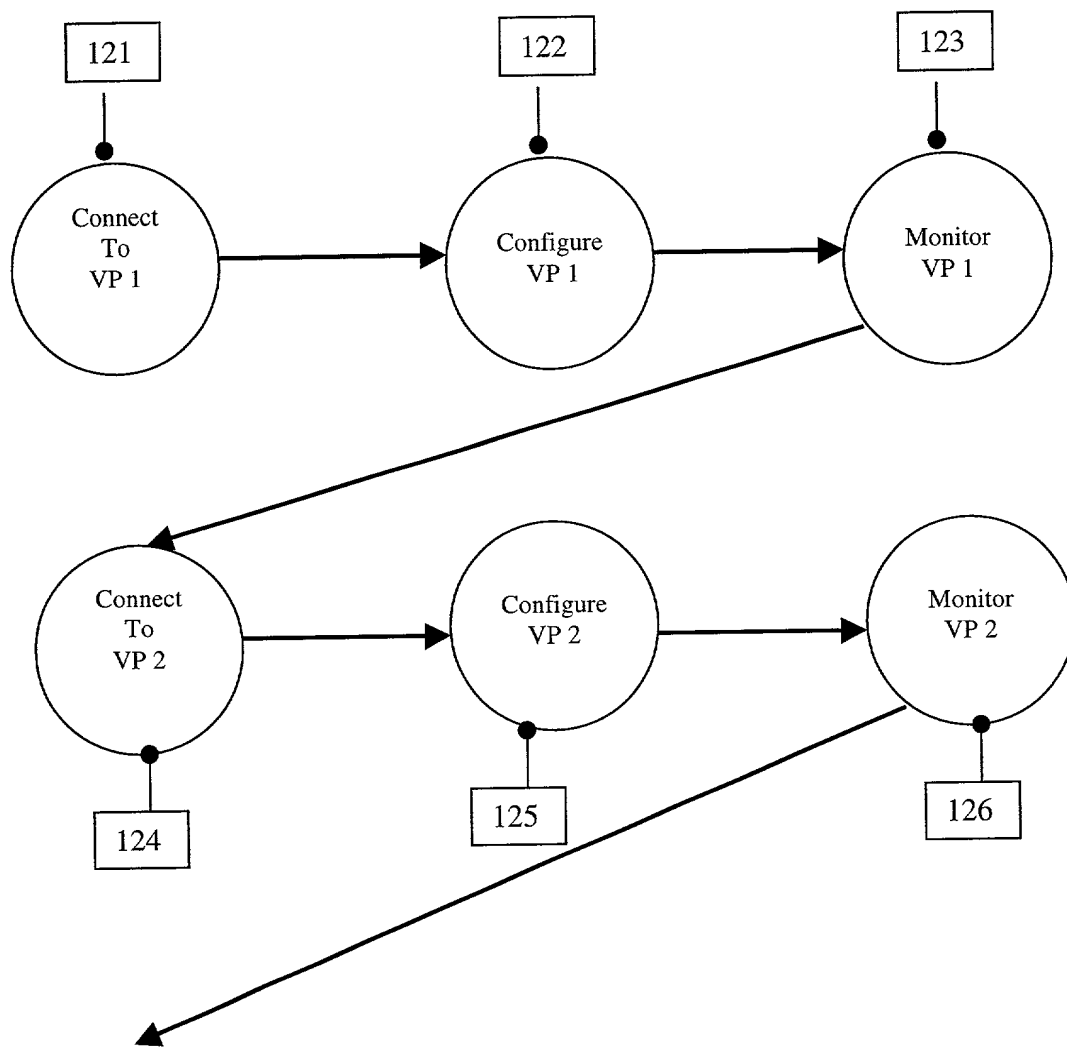 121
122
123
Connect
To
VP 1
Configure
VP 1
Monitor
VP 1
Connect
To
VP 2
Configure
VP 2
Monitor
VP 2
124
125
126